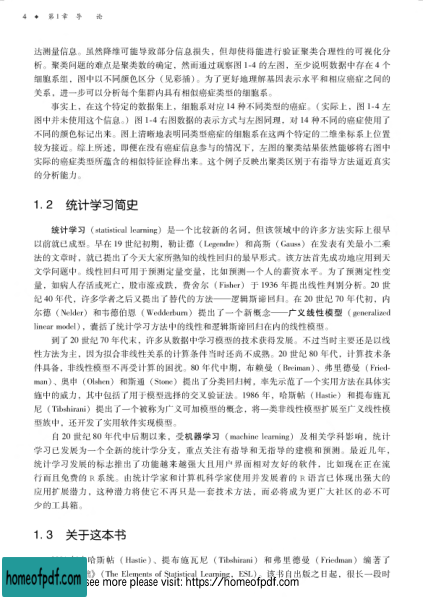 4 ◆ 第1章 导 论
达测量信息。虽然降维可能导致部分信息损失，但却使得能进行验证聚类合理性的可视化分
析。聚类问题的难点是聚类数的确定，然而通过观察图 1-4 的左图，至少说明数据中存在 4 个
细胞系组，图中以不同颜色区分（见彩插）。为了更好地理解基因表示水平和相应癌症之间的
关系，进一步可以分析每个集群内具有相似癌症类型的细胞系。
事实上，在这个特定的数据集上，细胞系对应 14 种不同类型的癌症。（实际上，图 1-4 左
图中并未使用这个信息。）图 1-4 右图数据的表示方式与左图同理，对 14 种不同的癌症使用了
不同的颜色标记出来。图上清晰地表明同类型癌症的细胞系在这两个特定的二维坐标系上位置
较为接近。综上所述，即便在没有癌症信息参与的情况下，左图的聚类结果依然能够将右图中
实际的癌症类型所蕴含的相似特征诠释出来。这个例子反映出聚类区别于有指导方法逼近真实
的分析能力。
1. 2 统计学习简史
统计学习（statistical learning）是一个比较新的名词，但该领域中的许多方法实际上很早
以前就已成型。早在 19 世纪初期，勒让德（Legendre）和高斯（Gauss）在发表有关最小二乘
法的文章时，就已提出了今天大家所熟知的线性回归的最早形式。该方法首先成功地应用到天
文学问题中。线性回归可用于预测定量变量，比如预测一个人的薪资水平。为了预测定性变
量，如病人存活或死亡，股市涨或跌，费舍尔（Fisher）于 1936 年提出线性判别分析。20 世
纪 40 年代，许多学者之后又提出了替代的方法——逻辑斯谛回归。在 20 世纪 70 年代初，内
尔德（Nelder）和韦德伯恩（Wedderburn）提出了一个新概念——广义线性模型（generalized
linear model），囊括了统计学习方法中的线性和逻辑斯谛回归在内的线性模型。
到了 20 世纪 70 年代末，许多从数据中学习模型的技术获得发展。不过当时主要还是以线
性方法为主，因为拟合非线性关系的计算条件当时还尚不成熟。20 世纪 80 年代，计算技术条
件具备，非线性模型不再受计算的困扰。80 年代中期，布赖曼（Breiman）、弗里德曼（Fried-
man）、奥申（Olshen）和斯通（Stone）提出了分类回归树，率先示范了一个实用方法在具体实
施中的威力，其中包括了用于模型选择的交叉验证法。1986 年，哈斯帖（Hastie）和提布施瓦
尼（Tibshirani）提出了一个被称为广义可加模型的概念，将一类非线性模型扩展至广义线性模
型族中，还开发了实用软件实现模型。
自 20 世纪 80 年代中后期以来，受机器学习（machine learning）及相关学科影响，统计
学习已发展为一个全新的统计学分支，重点关注有指导和无指导的建模和预测。最近几年，
统计学习发展的标志推出了功能越来越强大且用户界面相对友好的软件，比如现在正在流
行而且免费的 R 系统。由统计学家和计算机科学家使用并发展着的 R 语言已体现出强大的
应用扩展潜力，这种潜力将使它不再只是一套技术方法，而必将成为更广大社区的必不可
少的工具箱。
1. 3 关于这本书
哈斯帖（Hastie）、提布施瓦尼（Tibshirani）和弗里德曼（Friedman）编著了
》（The Elements of Statistical Learning，ESL）。该书自出版之日起，很长一段时
homeofpdf.com
see more please visit: https://homeofpdf.com